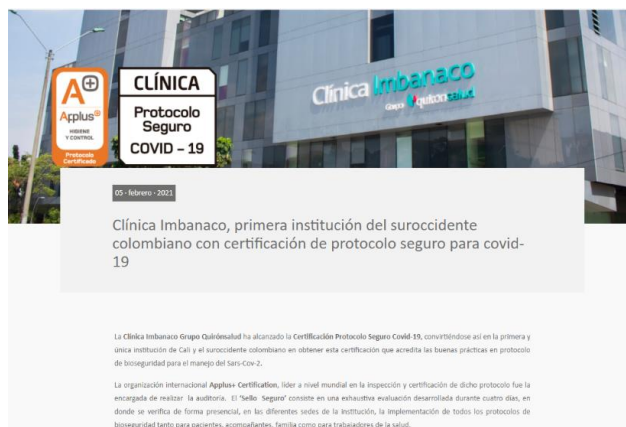 Clínica Imbanaco
Grupo quirónsalud
A+
Applus+
HIGIENE
Y CONTROL
Protocolo
Certificado
CLÍNICA
Protocolo
Seguro
COVID – 19
05 - febrero - 2021
Clínica Imbanaco, primera institución del suroccidente
colombiano con certificación de protocolo seguro para covid-
19
La Clínica Imbanaco Grupo Quirónsalud ha alcanzado la Certificación Protocolo Seguro Covid-19, convirtiéndose así en la primera y
única institución de Cali y el suroccidente colombiano en obtener esta certificación que acredita las buenas prácticas en protocolo
de bioseguridad para el manejo del Sars-Cov-2.
La organización internacional Applus+ Certification, líder a nivel mundial en la inspección y certificación de dicho protocolo fue la
encargada de realizar la auditoría. El 'Sello Seguro' consiste en una exhaustiva evaluación desarrollada durante cuatro días, en
donde se verifica de forma presencial, en las diferentes sedes de la institución, la implementación de todos los protocolos de
bioseguridad tanto para pacientes, acompañantes, familia como para trabajadores de la salud.